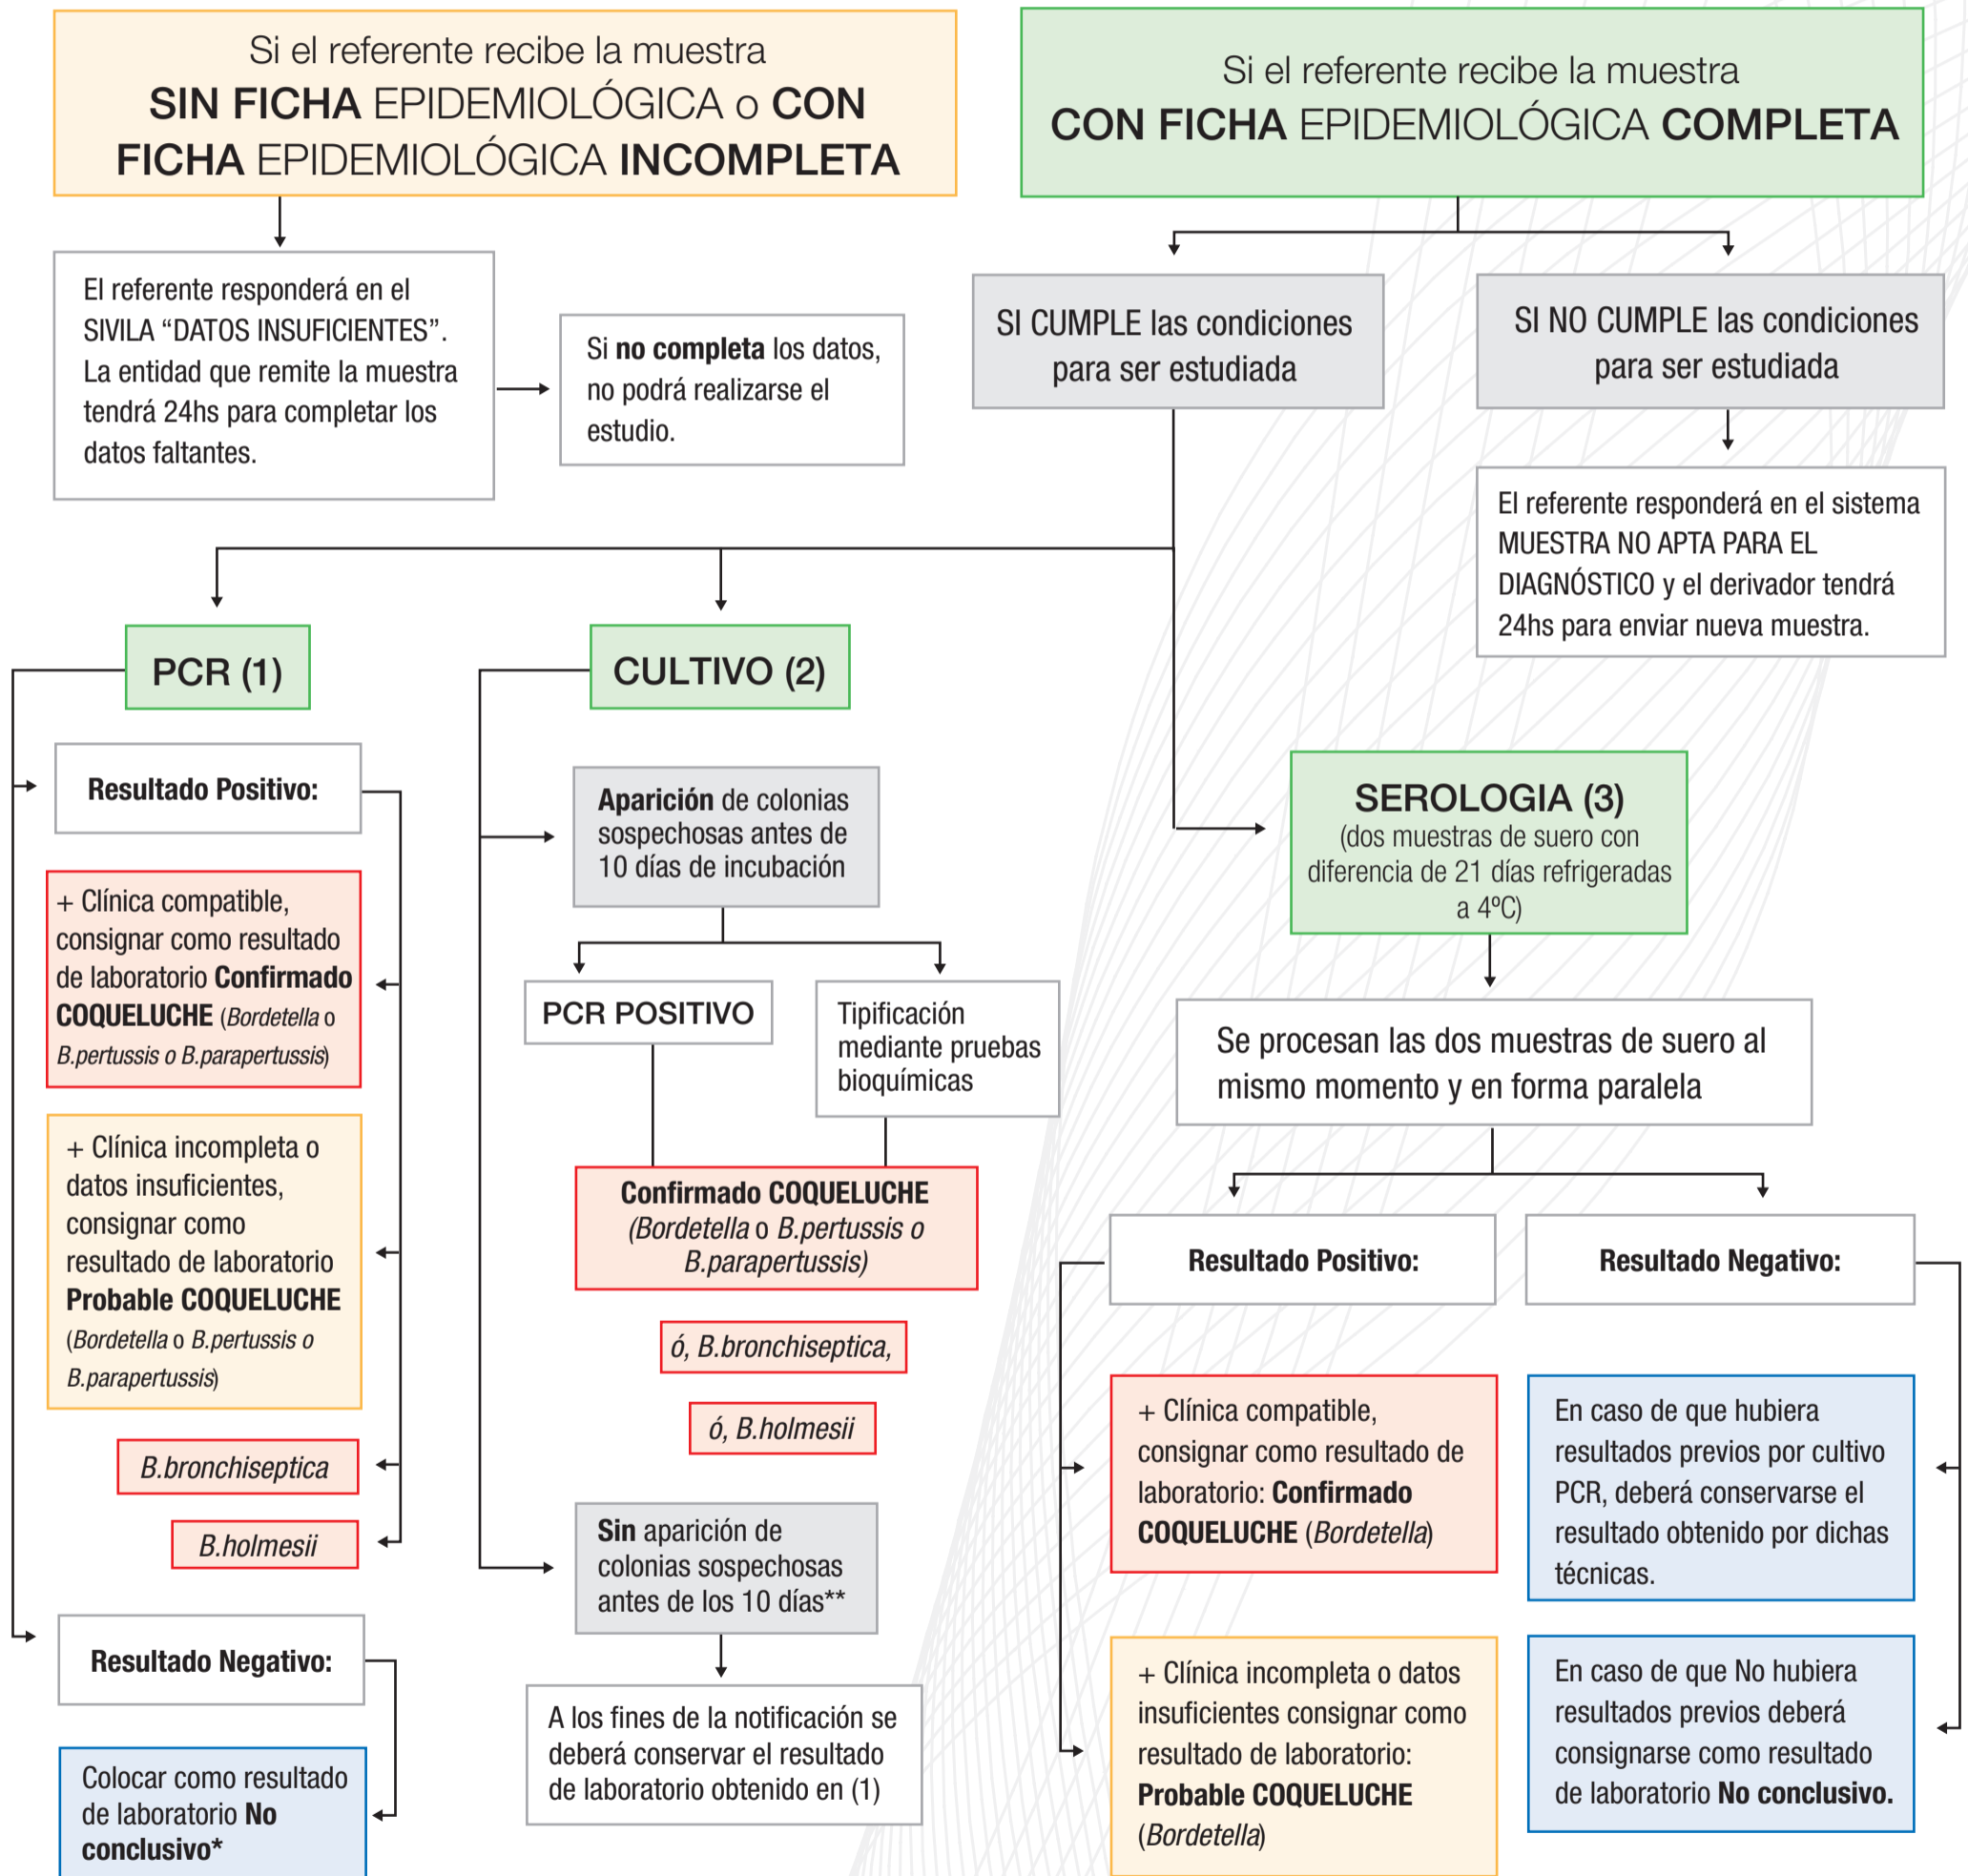 Si el referente recibe la muestra
SIN FICHA EPIDEMIOLÓGICA o CON
FICHA EPIDEMIOLÓGICA INCOMPLETA
El referente responderá en el
SIVILA “DATOS INSUFICIENTES”.
La entidad que remite la muestra
tendrá 24hs para completar los
datos faltantes.
Si no completa los datos,
no podrá realizarse el
estudio.
Si el referente recibe la muestra
CON FICHA EPIDEMIOLÓGICA COMPLETA
SI CUMPLE las condiciones
para ser estudiada
SI NO CUMPLE las condiciones
para ser estudiada
El referente responderá en el sistema
MUESTRA NO APTA PARA EL
DIAGNÓSTICO y el derivador tendrá
24hs para enviar nueva muestra.
PCR (1)
Resultado Positivo:
+ Clínica compatible,
consignar como resultado
de laboratorio Confirmado
COQUELUCHE (Bordetella o
B.pertussis o B.parapertussis)
+ Clínica incompleta o
datos insuficientes,
consignar como
resultado de laboratorio
Probable COQUELUCHE
(Bordetella o B.pertussis o
B.parapertussis)
B.bronchiseptica
B.holmesii
Resultado Negativo:
Colocar como resultado
de laboratorio No
conclusivo*
CULTIVO (2)
Aparición de colonias
sospechosas antes de
10 días de incubación
PCR POSITIVO
Tipificación
mediante pruebas
bioquímicas
Confirmado COQUELUCHE
(Bordetella o B.pertussis o
B.parapertussis)
ó, B.bronchiseptica,
ó, B.holmesii
Sin aparición de
colonias sospechosas
antes de los 10 días**
A los fines de la notificación se
deberá conservar el resultado
de laboratorio obtenido en (1)
SEROLOGIA (3)
(dos muestras de suero con
diferencia de 21 días refrigeradas
a 4ºC)
Se procesan las dos muestras de suero al
mismo momento y en forma paralela
Resultado Positivo:
+ Clínica compatible,
consignar como resultado de
laboratorio: Confirmado
COQUELUCHE (Bordetella)
+ Clínica incompleta o datos
insuficientes consignar como
resultado de laboratorio:
Probable COQUELUCHE
(Bordetella)
Resultado Negativo:
En caso de que hubiera
resultados previos por cultivo
PCR, deberá conservarse el
resultado obtenido por dichas
técnicas.
En caso de que No hubiera
resultados previos deberá
consignarse como resultado
de laboratorio No conclusivo.